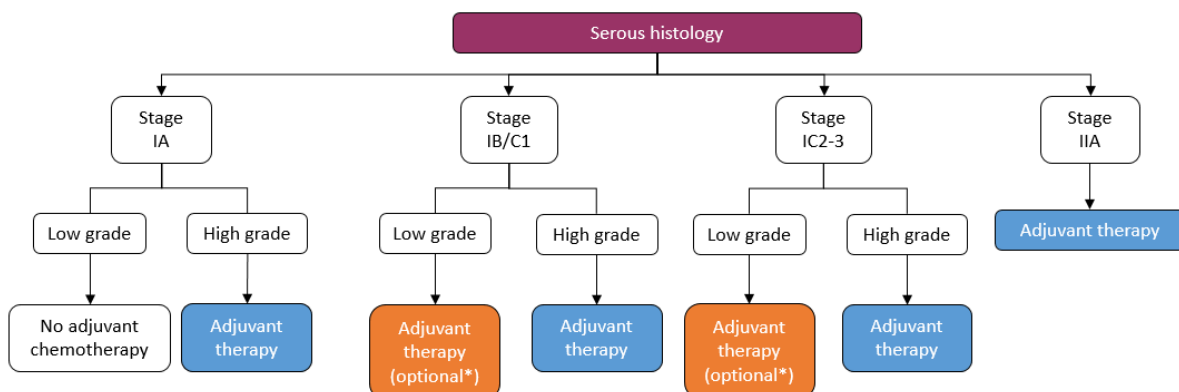 Serous histology
Stage
IA
Stage
IB/C1
Stage
IC2-3
Stage
IIA
Low grade
High grade
Low grade
High grade
Low grade
High grade
Adjuvant therapy
No adjuvant
chemotherapy
Adjuvant
therapy
Adjuvant
therapy
(optional*)
Adjuvant
therapy
Adjuvant
therapy
(optional*)
Adjuvant
therapy